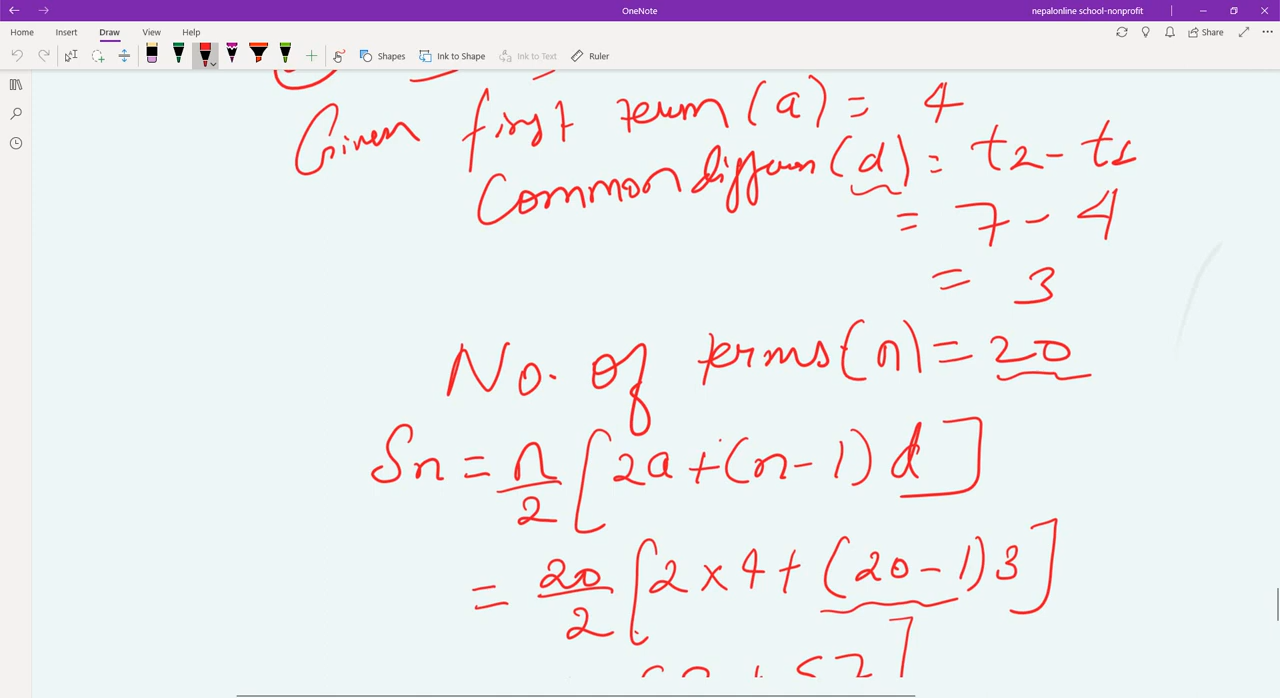 OneNote
nepalonline school-nonprofit
Home Insert Draw View Help
Share
Shapes Ink to Shape Ink to Text Ruler
Given first term (a) = 4
Common (d) = t2 - t1
= 7 - 4
= 3
No. of terms (n) = 20
Sn = n/2 [2a + (n - 1) d]
= 20/2 [2 × 4 + (20 - 1) 3]